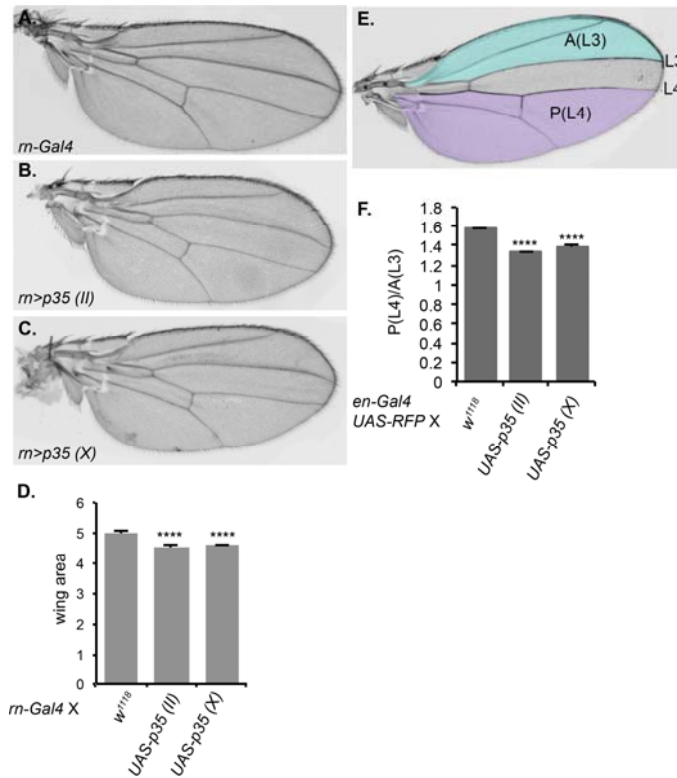 A.
rn-Gal4
B.
rn>p35 (II)
C.
rn>p35 (X)
D.
wing area
6
5
4
3
2
1
0
rn-Gal4 X
w1118
UAS-p35 (II)
UAS-p35 (X)
****
****
E.
A(L3)
L3
L4
P(L4)
F.
P(L4)/A(L3)
1.8
1.6
1.4
1.2
1
0.8
0.6
0.4
0.2
0
****
****
en-Gal4
UAS-RFP X
w1118
UAS-p35 (II)
UAS-p35 (X)